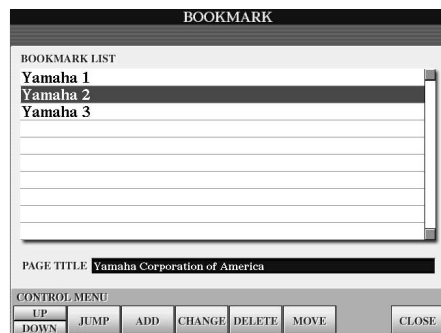 BOOKMARK
BOOKMARK LIST
Yamaha 1
Yamaha 2
Yamaha 3
PAGE TITLE Yamaha Corporation of America
CONTROL MENU
UP
DOWN
JUMP ADD CHANGE DELETE MOVE CLOSE